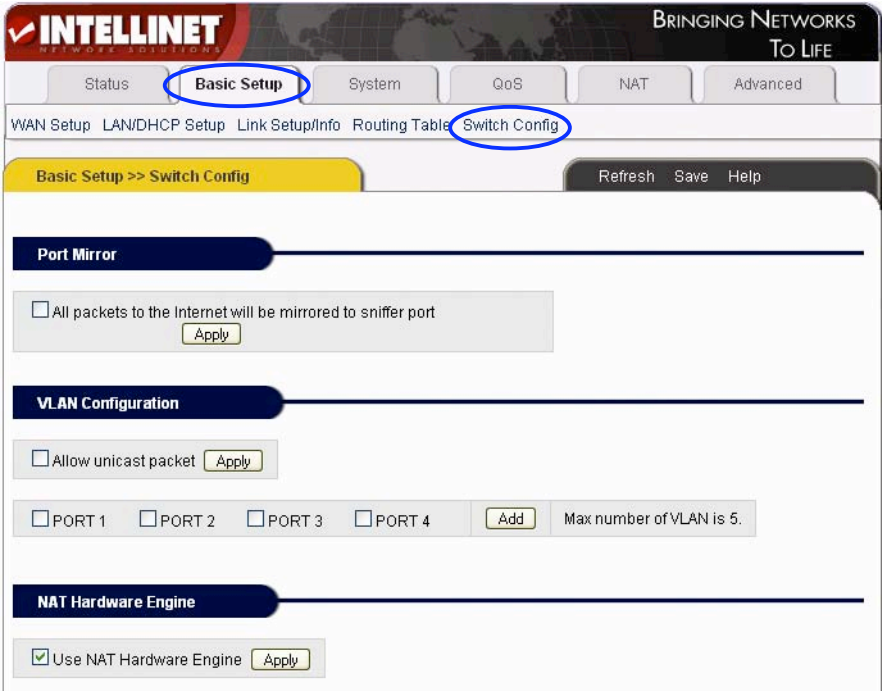 INTELLINET
NETWORK SOLUTIONS
BRINGING NETWORKS
TO LIFE
Status Basic Setup System QoS NAT Advanced
WAN Setup LAN/DHCP Setup Link Setup/Info Routing Table Switch Config
Basic Setup >> Switch Config Refresh Save Help
Port Mirror
All packets to the Internet will be mirrored to sniffer port
Apply
VLAN Configuration
Allow unicast packet Apply
PORT 1 PORT 2 PORT 3 PORT 4 Add Max number of VLAN is 5.
NAT Hardware Engine
Use NAT Hardware Engine Apply